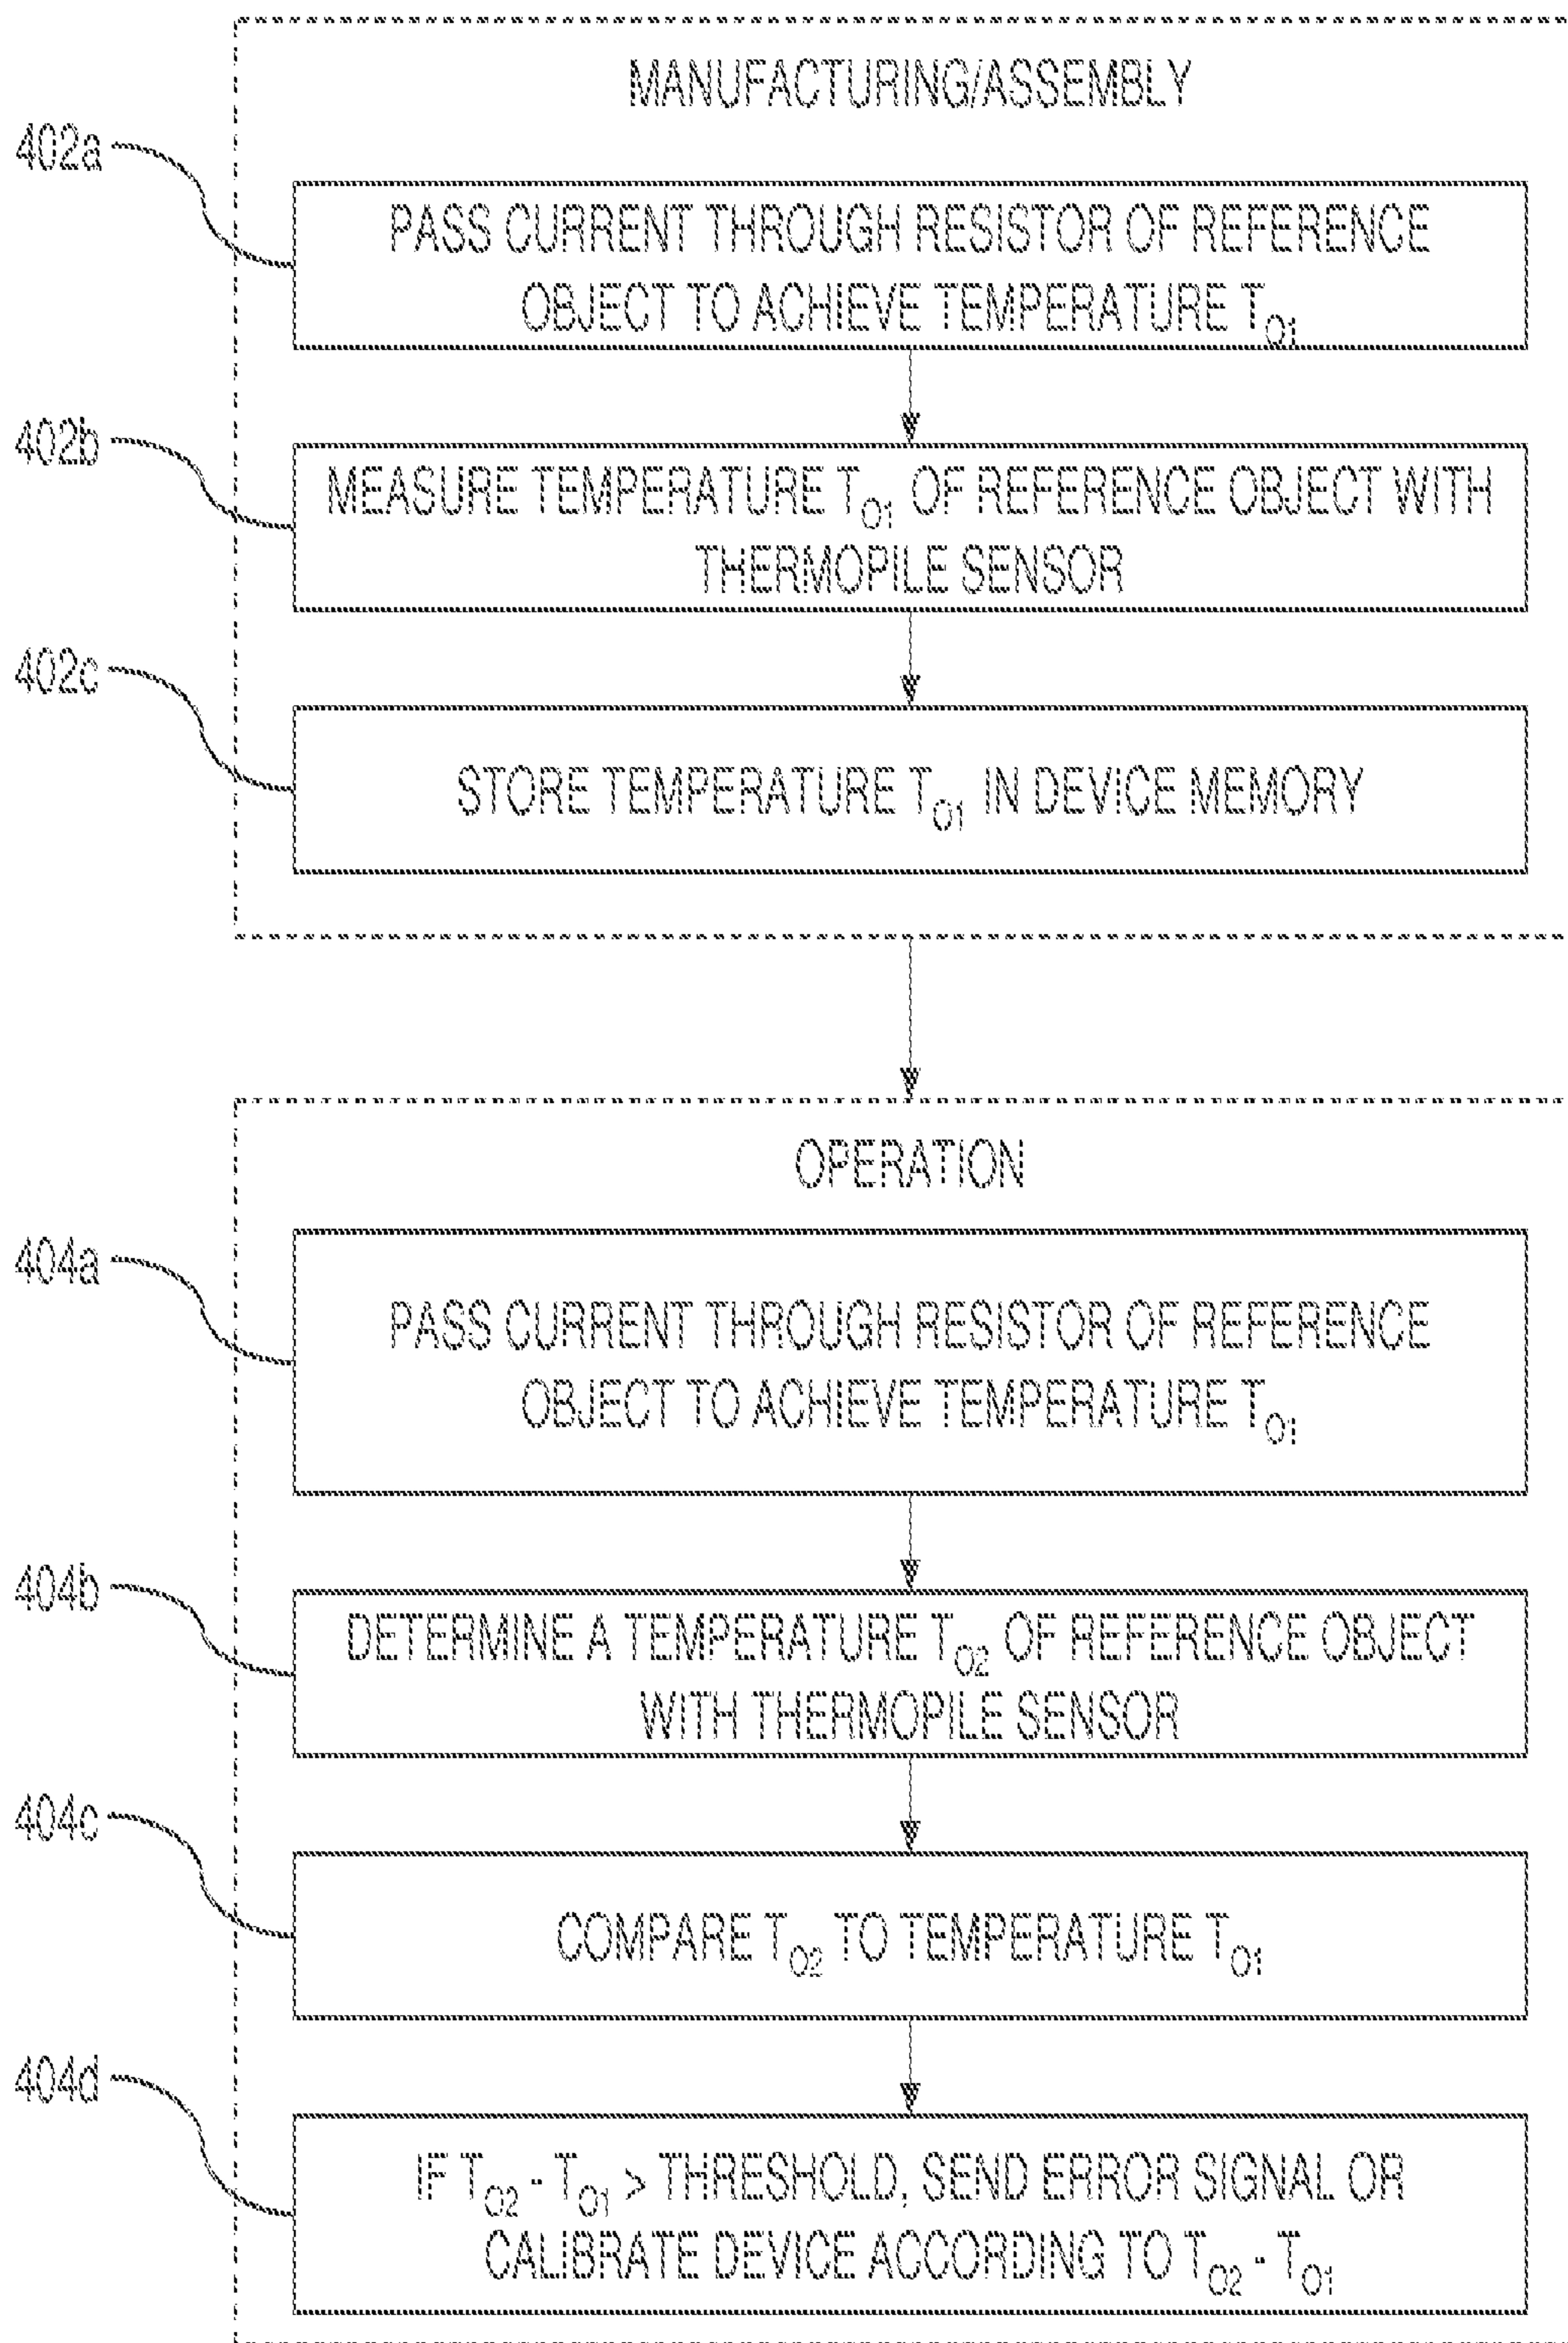 MANUFACTURING/ASSEMBLY
402a
PASS CURRENT THROUGH RESISTOR OF REFERENCE
OBJECT TO ACHIEVE TEMPERATURE TO1
402b
MEASURE TEMPERATURE TO1 OF REFERENCE OBJECT WITH
THERMOPILE SENSOR
402c
STORE TEMPERATURE TO1 IN DEVICE MEMORY
OPERATION
404a
PASS CURRENT THROUGH RESISTOR OF REFERENCE
OBJECT TO ACHIEVE TEMPERATURE TO1
404b
DETERMINE A TEMPERATURE TO2 OF REFERENCE OBJECT
WITH THERMOPILE SENSOR
404c
COMPARE TO2 TO TEMPERATURE TO1
404d
IF TO2 - TO1 > THRESHOLD, SEND ERROR SIGNAL OR
CALIBRATE DEVICE ACCORDING TO TO2 - TO1